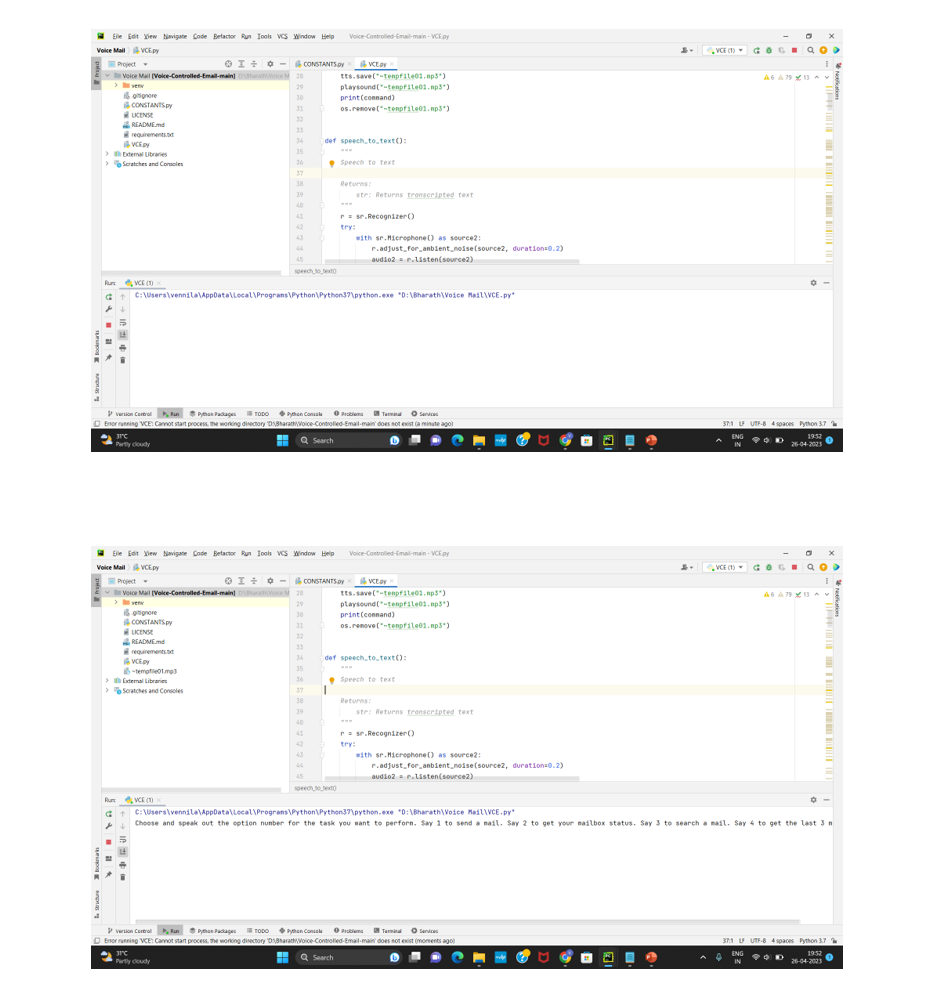 File Edit View Navigate Code Refactor Run Tools VCS Window Help Voice-Controlled-Email-main - VCE.py
Voice Mail VCE.py VCE (1)
Project CONSTANTS.py VCE.py
Voice Mail [Voice-Controlled-Email-main] D:\Bharath\Voice M
venv
.gitignore
CONSTANTS.py
LICENSE
README.md
requirements.txt
VCE.py
External Libraries
Scratches and Consoles
Project
Bookmarks
Structure
Notifications
6 79 13
28 tts.save("~tempfile01.mp3")
29 playsound("~tempfile01.mp3")
30 print(command)
31 os.remove("~tempfile01.mp3")
32
33
34 def speech_to_text():
35 """
36 Speech to text
37
38 Returns:
39 str: Returns transcripted text
40 """
41 r = sr.Recognizer()
42 try:
43 with sr.Microphone() as source2:
44 r.adjust_for_ambient_noise(source2, duration=0.2)
45 audio2 = r.listen(source2)
speech_to_text()
Run: VCE (1)
C:\Users\vennila\AppData\Local\Programs\Python\Python37\python.exe "D:\Bharath\Voice Mail\VCE.py"
Version Control Run Python Packages TODO Python Console Problems Terminal Services
Error running 'VCE': Cannot start process, the working directory 'D:\Bharath\Voice-Controlled-Email-main' does not exist (a minute ago) 37:1 LF UTF-8 4 spaces Python 3.7
31°C
Partly cloudy
Search
ENG
IN
19:52
26-04-2023
File Edit View Navigate Code Refactor Run Tools VCS Window Help Voice-Controlled-Email-main - VCE.py
Voice Mail VCE.py VCE (1)
Project CONSTANTS.py VCE.py
Voice Mail [Voice-Controlled-Email-main] D:\Bharath\Voice M
venv
.gitignore
CONSTANTS.py
LICENSE
README.md
requirements.txt
VCE.py
~tempfile01.mp3
External Libraries
Scratches and Consoles
Project
Bookmarks
Structure
Notifications
6 79 13
28 tts.save("~tempfile01.mp3")
29 playsound("~tempfile01.mp3")
30 print(command)
31 os.remove("~tempfile01.mp3")
32
33
34 def speech_to_text():
35 """
36 Speech to text
37
38 Returns:
39 str: Returns transcripted text
40 """
41 r = sr.Recognizer()
42 try:
43 with sr.Microphone() as source2:
44 r.adjust_for_ambient_noise(source2, duration=0.2)
45 audio2 = r.listen(source2)
speech_to_text()
Run: VCE (1)
C:\Users\vennila\AppData\Local\Programs\Python\Python37\python.exe "D:\Bharath\Voice Mail\VCE.py"
Choose and speak out the option number for the task you want to perform. Say 1 to send a mail. Say 2 to get your mailbox status. Say 3 to search a mail. Say 4 to get the last 3 m
Version Control Run Python Packages TODO Python Console Problems Terminal Services
Error running 'VCE': Cannot start process, the working directory 'D:\Bharath\Voice-Controlled-Email-main' does not exist (moments ago) 37:1 LF UTF-8 4 spaces Python 3.7
31°C
Partly cloudy
Search
ENG
IN
19:52
26-04-2023